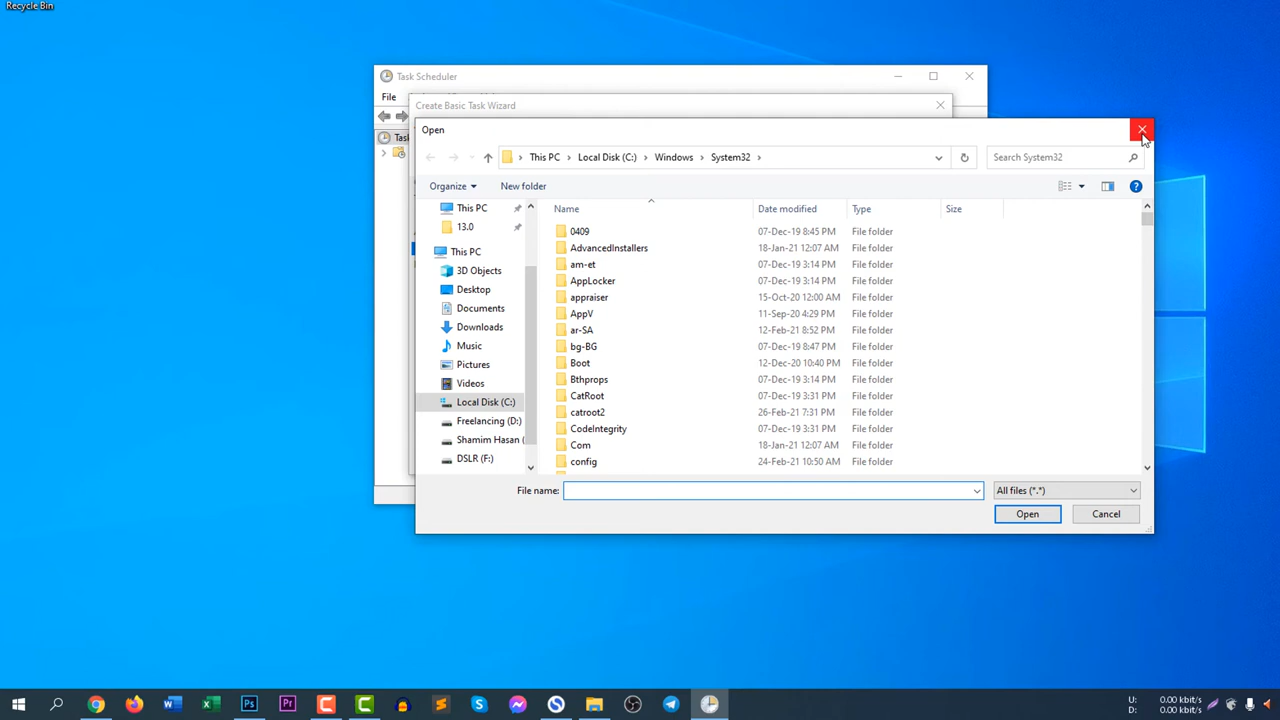 Recycle Bin
Task Scheduler
File
Create Basic Task Wizard
Task
Open
This PC > Local Disk (C:) > Windows > System32 >
Search System32
Organize
New folder
This PC
13.0
This PC
3D Objects
Desktop
Documents
Downloads
Music
Pictures
Videos
Local Disk (C:)
Freelancing (D:)
Shamim Hasan (
DSLR (F:)
Name Date modified Type Size
0409 07-Dec-19 8:45 PM File folder
AdvancedInstallers 18-Jan-21 12:07 AM File folder
am-et 07-Dec-19 3:14 PM File folder
AppLocker 07-Dec-19 3:14 PM File folder
appraiser 15-Oct-20 12:00 AM File folder
AppV 11-Sep-20 4:29 PM File folder
ar-SA 12-Feb-21 8:52 PM File folder
bg-BG 07-Dec-19 8:47 PM File folder
Boot 12-Dec-20 10:40 PM File folder
Bthprops 07-Dec-19 3:14 PM File folder
CatRoot 07-Dec-19 3:31 PM File folder
catroot2 26-Feb-21 7:31 PM File folder
CodeIntegrity 07-Dec-19 3:31 PM File folder
Com 18-Jan-21 12:07 AM File folder
config 24-Feb-21 10:50 AM File folder
File name:
All files (*.*)
Open
Cancel
U: 0.00 kbit/s
D: 0.00 kbit/s